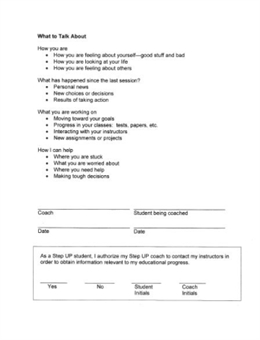 What to Talk About
How you are
• How you are feeling about yourself—good stuff and bad
• How you are looking at your life
• How you are feeling about others
What has happened since the last session?
• Personal news
• New choices or decisions
• Results of taking action
What you are working on
• Moving toward your goals
• Progress in your classes: tests, papers, etc.
• Interacting with your instructors
• New assignments or projects
How I can help
• Where you are stuck
• What you are worried about
• Where you need help
• Making tough decisions
Coach Student being coached
Date Date
As a Step UP student, I authorize my Step UP coach to contact my instructors in
order to obtain information relevant to my educational progress.
Yes No Student Coach
Initials Initials